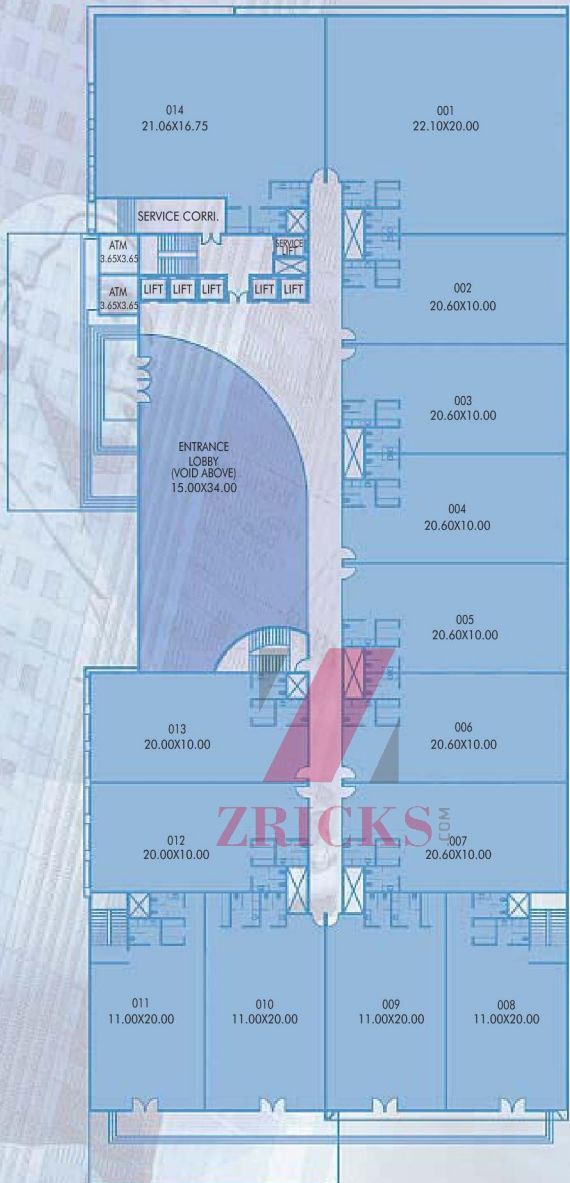 014
21.06X16.75
001
22.10X20.00
SERVICE CORRI.
ATM
3.65X3.65
SERVICE
LIFT
ATM
3.65X3.65
LIFT
LIFT
LIFT
LIFT
LIFT
002
20.60X10.00
003
20.60X10.00
ENTRANCE
LOBBY
(VOID ABOVE)
15.00X34.00
004
20.60X10.00
005
20.60X10.00
013
20.00X10.00
006
20.60X10.00
ZRICKS.COM
012
20.00X10.00
007
20.60X10.00
011
11.00X20.00
010
11.00X20.00
009
11.00X20.00
008
11.00X20.00